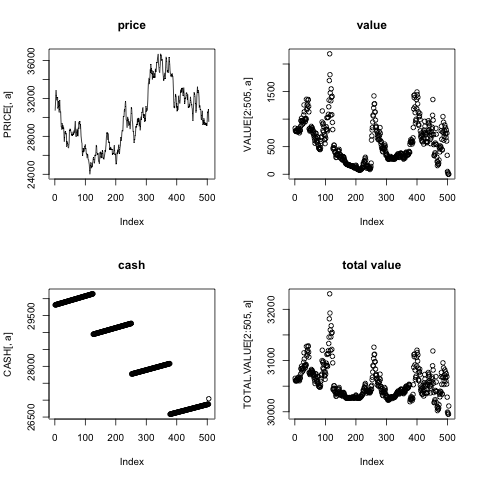 price
PRICE[, a]
36000
32000
28000
24000
0 100 200 300 400 500
Index
value
VALUE[2:505, a]
1500
500
0
0 100 200 300 400 500
Index
cash
CASH[, a]
29500
28000
26500
0 100 200 300 400 500
Index
total value
TOTAL.VALUE[2:505, a]
32000
31000
30000
0 100 200 300 400 500
Index